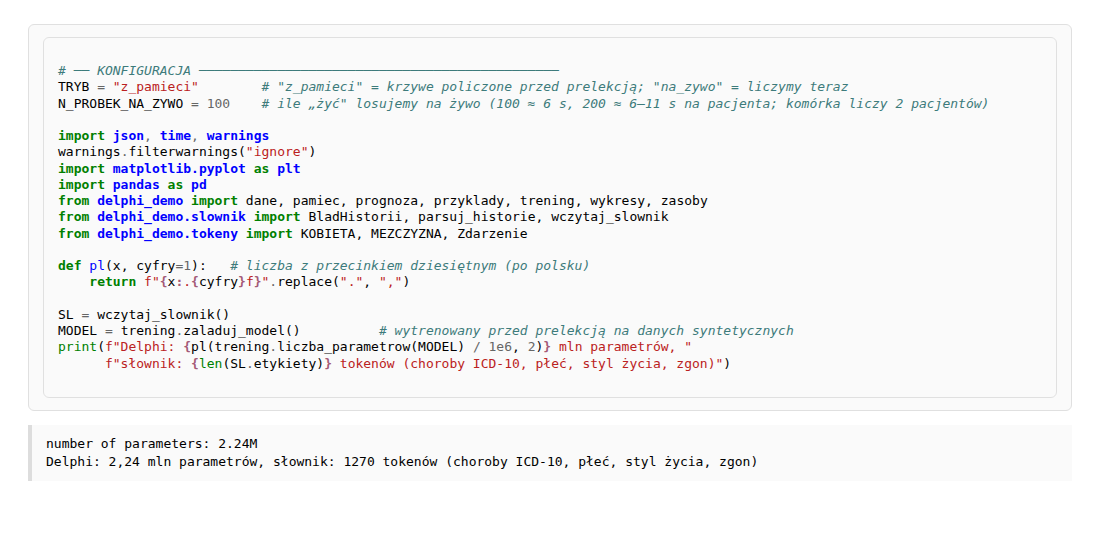 # —— KONFIGURACJA ——————————————————————————————
TRYB = "z_pamieci"        # "z_pamieci" = krzywe policzone przed prelekcją; "na_zywo" = liczymy teraz
N_PROBEK_NA_ZYWO = 100    # ile „żyć" losujemy na żywo (100 ≈ 6 s, 200 ≈ 6–11 s na pacjenta; komórka liczy 2 pacjentów)
import json, time, warnings
warnings.filterwarnings("ignore")
import matplotlib.pyplot as plt
import pandas as pd
from delphi_demo import dane, pamiec, prognoza, przyklady, trening, wykresy, zasoby
from delphi_demo.slownik import BladHistorii, parsuj_historie, wczytaj_slownik
from delphi_demo.tokeny import KOBIETA, MEZCZYZNA, Zdarzenie
def pl(x, cyfry=1):   # liczba z przecinkiem dziesiętnym (po polsku)
    return f"{x:.{cyfry}f}".replace(".", ",")
SL = wczytaj_slownik()
MODEL = trening.zaladuj_model()          # wytrenowany przed prelekcją na danych syntetycznych
print(f"Delphi: {pl(trening.liczba_parametrow(MODEL) / 1e6, 2)} mln parametrów, "
      f"słownik: {len(SL.etykiety)} tokenów (choroby ICD-10, płeć, styl życia, zgon)")
number of parameters: 2.24M
Delphi: 2,24 mln parametrów, słownik: 1270 tokenów (choroby ICD-10, płeć, styl życia, zgon)